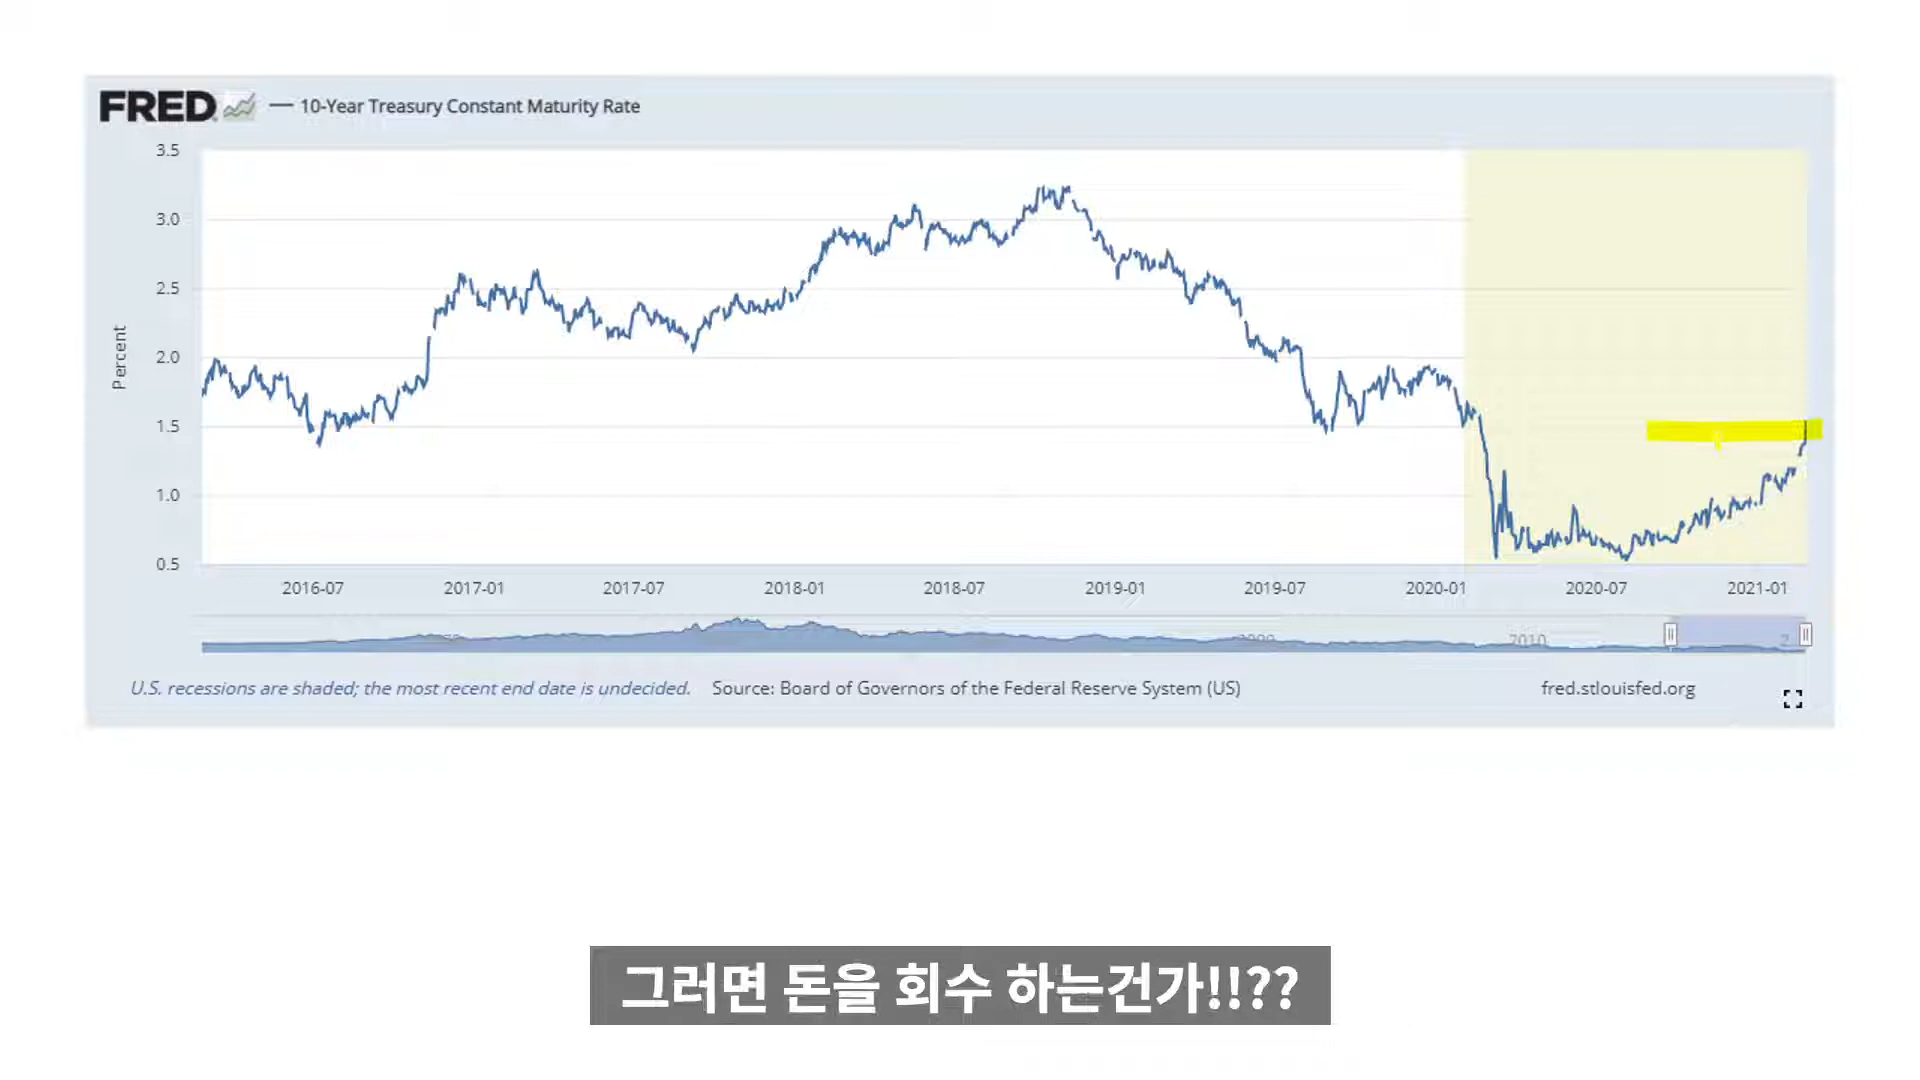 FRED
10-Year Treasury Constant Maturity Rate
3.5
3.0
2.5
2.0
1.5
1.0
0.5
Percent
2016-07 2017-01 2017-07 2018-01 2018-07 2019-01 2019-07 2020-01 2020-07 2021-01
2000 2010 2
U.S. recessions are shaded; the most recent end date is undecided. Source: Board of Governors of the Federal Reserve System (US) fred.stlouisfed.org
그러면 돈을 회수 하는건가!!??